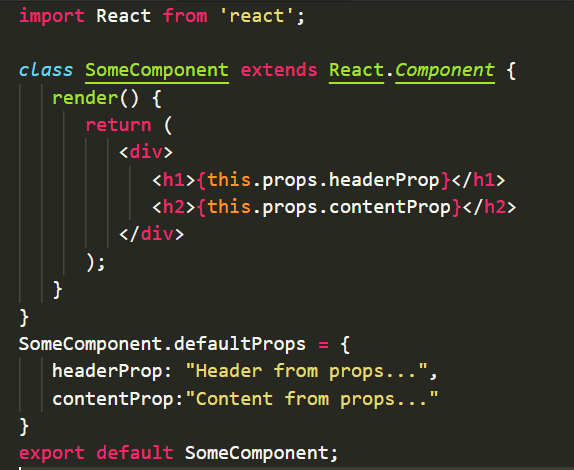 import React from 'react';
class SomeComponent extends React.Component {
render() {
return (
<div>
<h1>{this.props.headerProp}</h1>
<h2>{this.props.contentProp}</h2>
</div>
);
}
}
SomeComponent.defaultProps = {
headerProp: "Header from props...",
contentProp:"Content from props..."
}
export default SomeComponent;